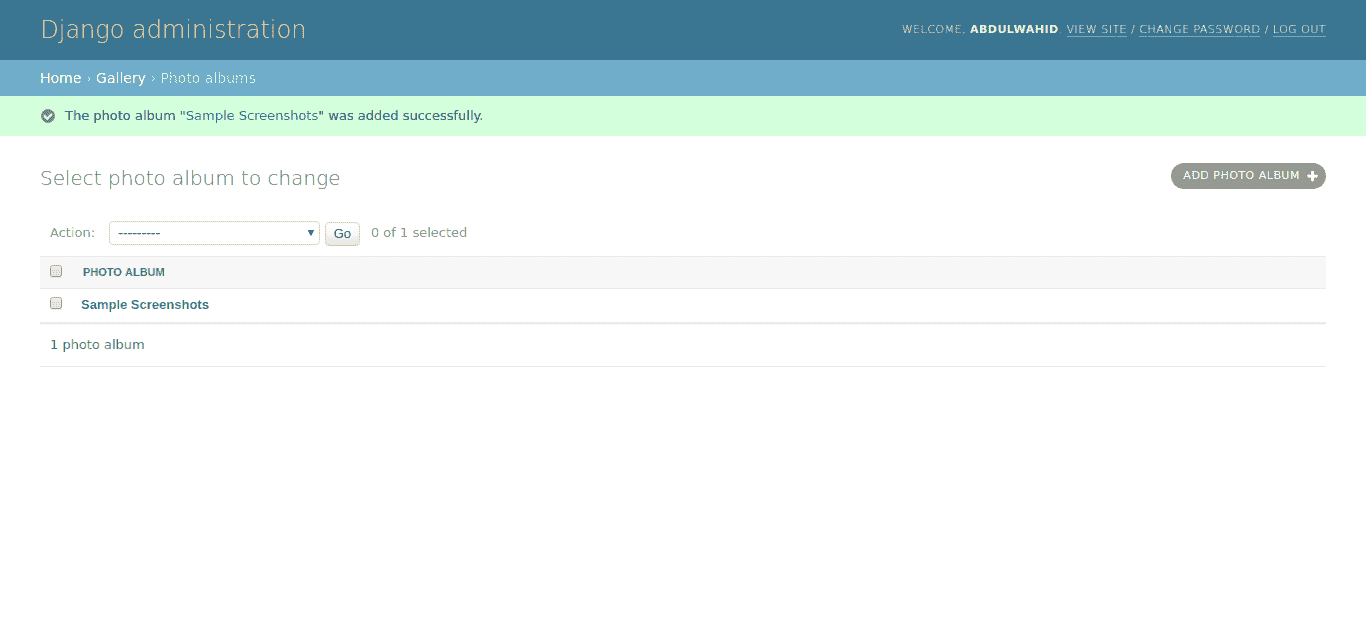 Django administration
WELCOME, ABDULWAHID. VIEW SITE / CHANGE PASSWORD / LOG OUT
Home › Gallery › Photo albums
The photo album "Sample Screenshots" was added successfully.
Select photo album to change
ADD PHOTO ALBUM +
Action: --------- Go 0 of 1 selected
PHOTO ALBUM
Sample Screenshots
1 photo album